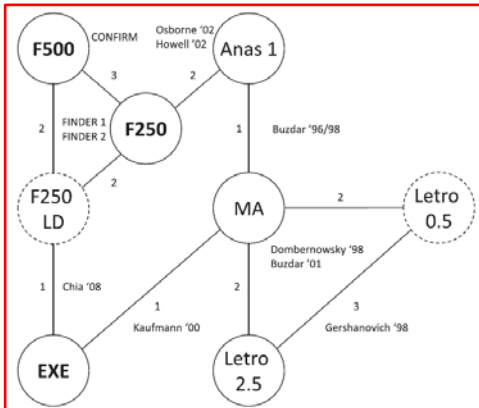 F500
CONFIRM
Osborne '02
Howell '02
Anas 1
3
2
2
FINDER 1
FINDER 2
F250
1
Buzdar '96/98
2
F250
LD
MA
2
Letro
0.5
1
Chia '08
Dombernowsky '98
Buzdar '01
2
1
Kaufmann '00
3
Gershanovich '98
EXE
Letro
2.5